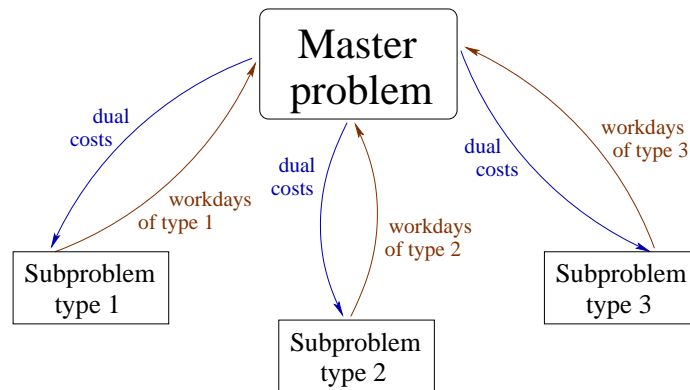 Master
problem
dual
costs
workdays
of type 1
dual
costs
workdays
of type 2
dual
costs
workdays
of type 3
Subproblem
type 1
Subproblem
type 2
Subproblem
type 3